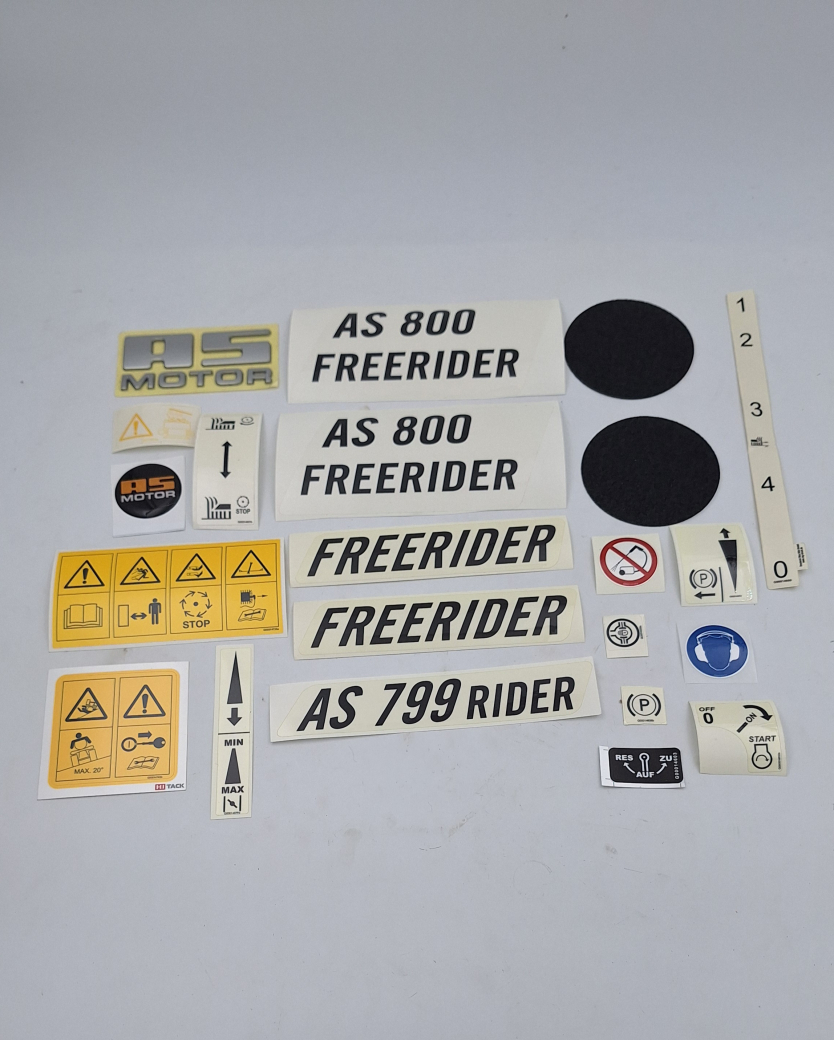 AS
MOTOR
AS 800
FREERIDER
AS 800
FREERIDER
AS
MOTOR
STOP
FREERIDER
FREERIDER
AS 799 RIDER
STOP
MAX. 20°
HI TACK
MIN
MAX
1
2
3
4
0
P
P
OFF
0
ON
START
RES
ZU
AUF